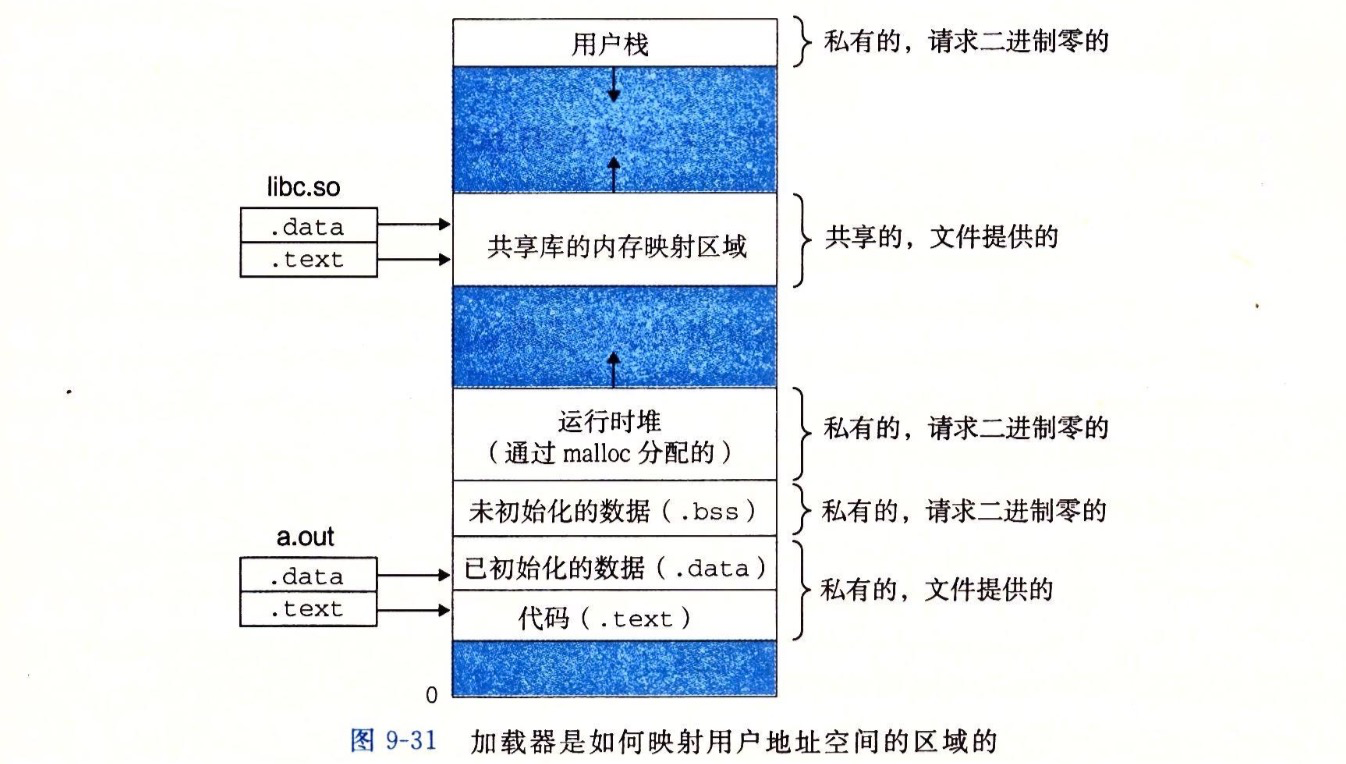 用户栈
私有的，请求二进制零的
libc.so
.data
.text
共享库的内存映射区域
共享的，文件提供的
运行时堆
（通过 malloc 分配的）
私有的，请求二进制零的
未初始化的数据（.bss）
私有的，请求二进制零的
a.out
.data
.text
已初始化的数据（.data）
代码（.text）
私有的，文件提供的
0
图 9-31 加载器是如何映射用户地址空间的区域的